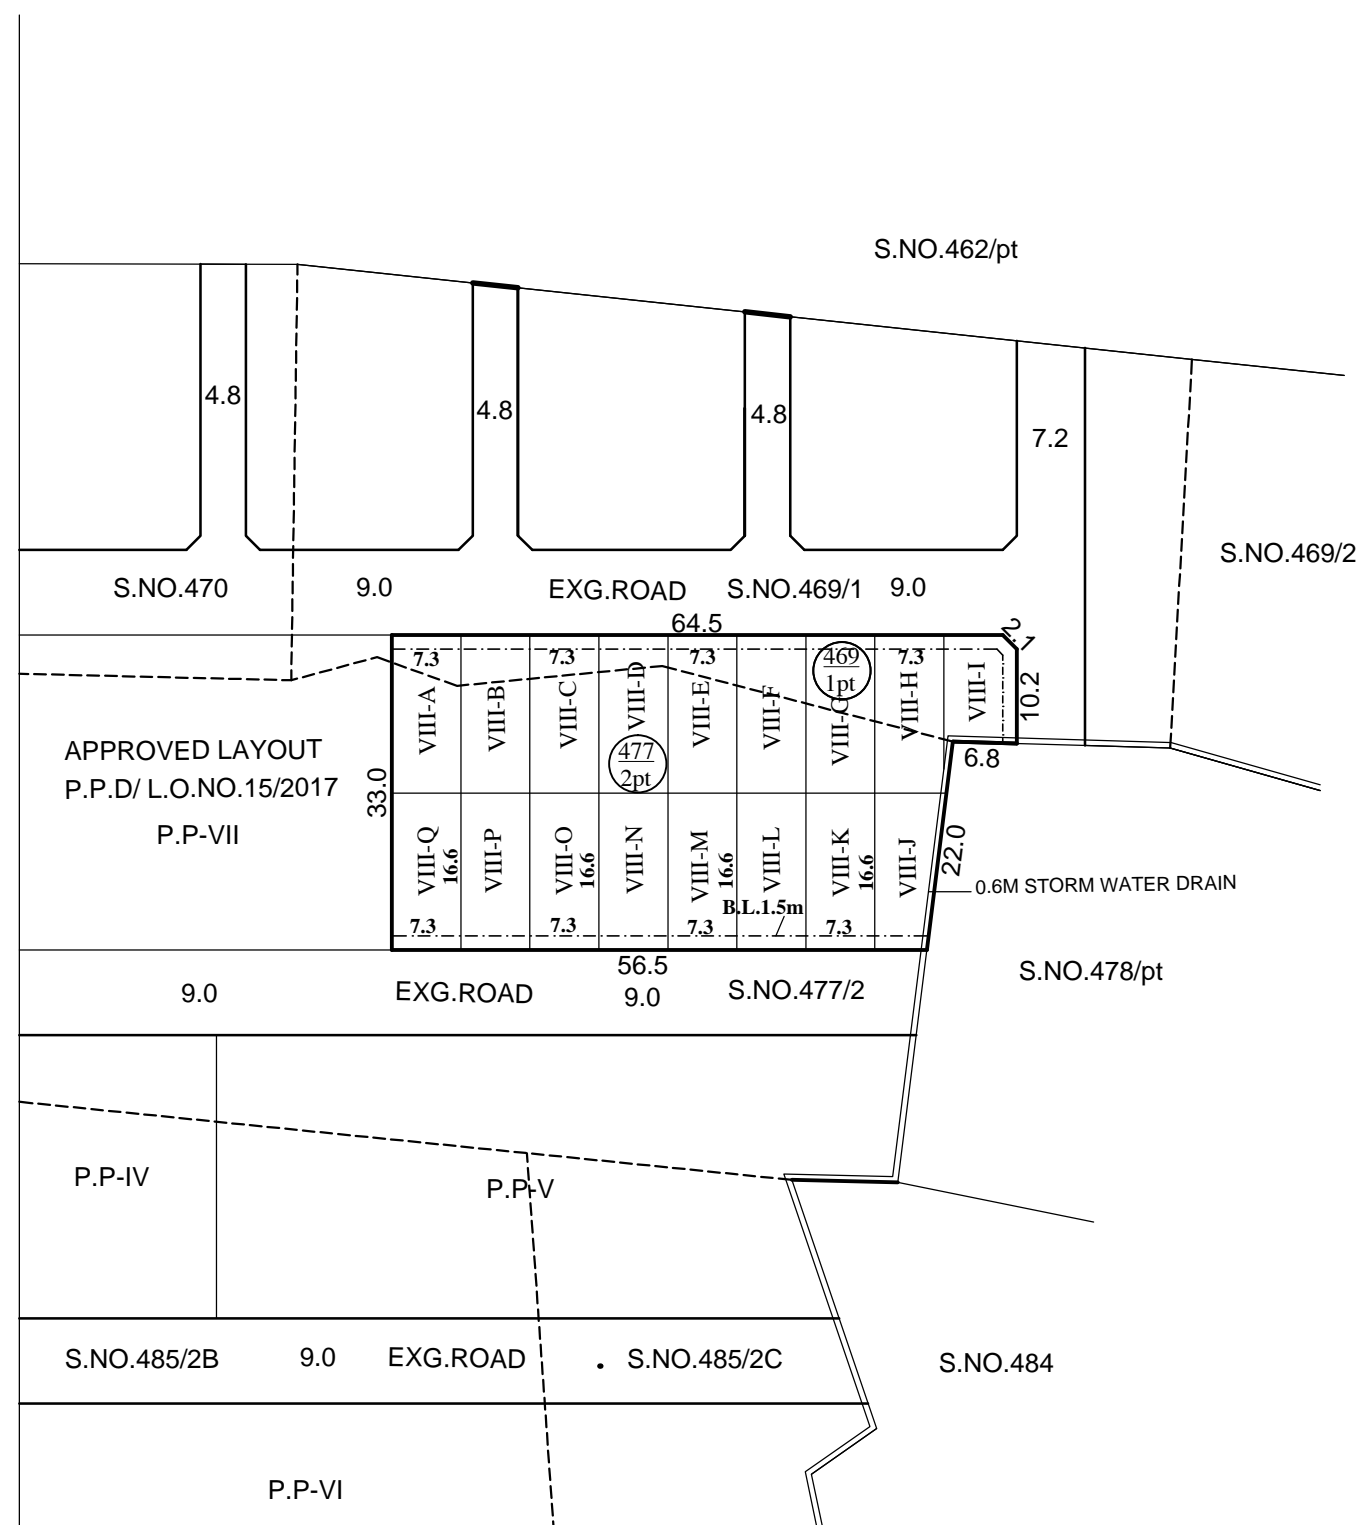 S.NO.462/pt
4.8
4.8
4.8
7.2
S.NO.469/2
S.NO.470
9.0
EXG.ROAD
S.NO.469/1
9.0
64.5
2.1
7.3
7.3
7.3
7.3
469
1pt
10.2
VIII-A
VIII-B
VIII-C
VIII-D
VIII-E
VIII-F
VIII-G
VIII-H
VIII-I
APPROVED LAYOUT
P.P.D/ L.O.NO.15/2017
P.P-VII
33.0
477
2pt
6.8
22.0
VIII-Q
16.6
VIII-P
VIII-O
16.6
VIII-N
VIII-M
16.6
VIII-L
VIII-K
16.6
VIII-J
0.6M STORM WATER DRAIN
B.L.1.5m
7.3
7.3
7.3
7.3
56.5
S.NO.478/pt
9.0
EXG.ROAD
9.0
S.NO.477/2
P.P-IV
P.P-V
S.NO.485/2B
9.0
EXG.ROAD
S.NO.485/2C
S.NO.484
P.P-VI